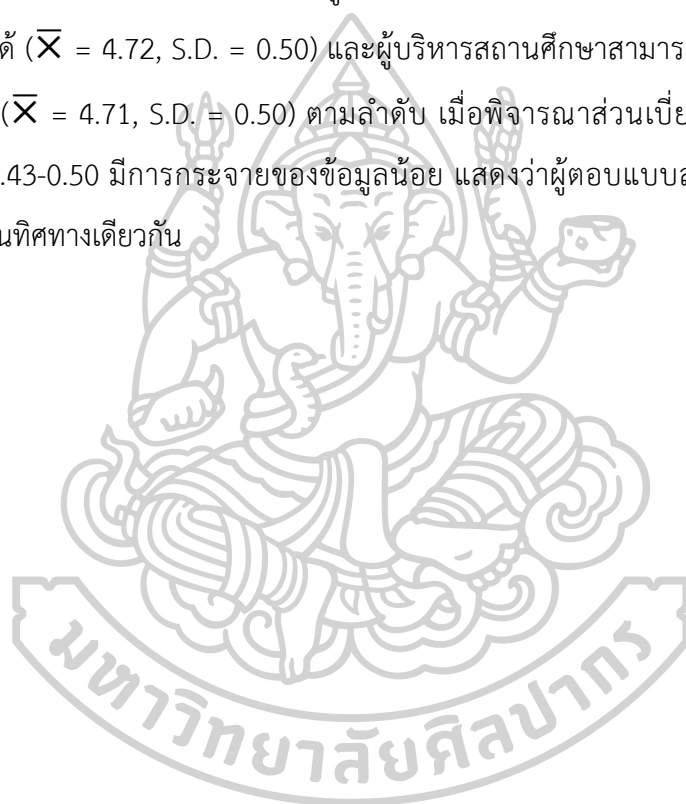 ได้ (X̅ = 4.72, S.D. = 0.50) และผู้บริหารสถานศึกษาสามาร
(X̅ = 4.71, S.D. = 0.50) ตามลำดับ เมื่อพิจารณาส่วนเบี่ย
.43-0.50 มีการกระจายของข้อมูลน้อย แสดงว่าผู้ตอบแบบส
นทิศทางเดียวกัน
มหาวิทยาลัยศิลปากร